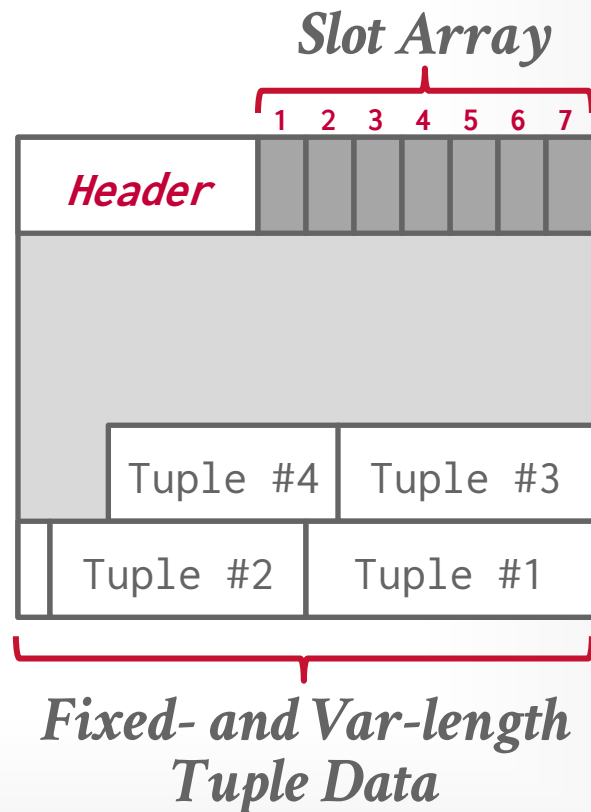 Slot Array
1 2 3 4 5 6 7
Header
Tuple #4 Tuple #3
Tuple #2 Tuple #1
Fixed- and Var-length
Tuple Data